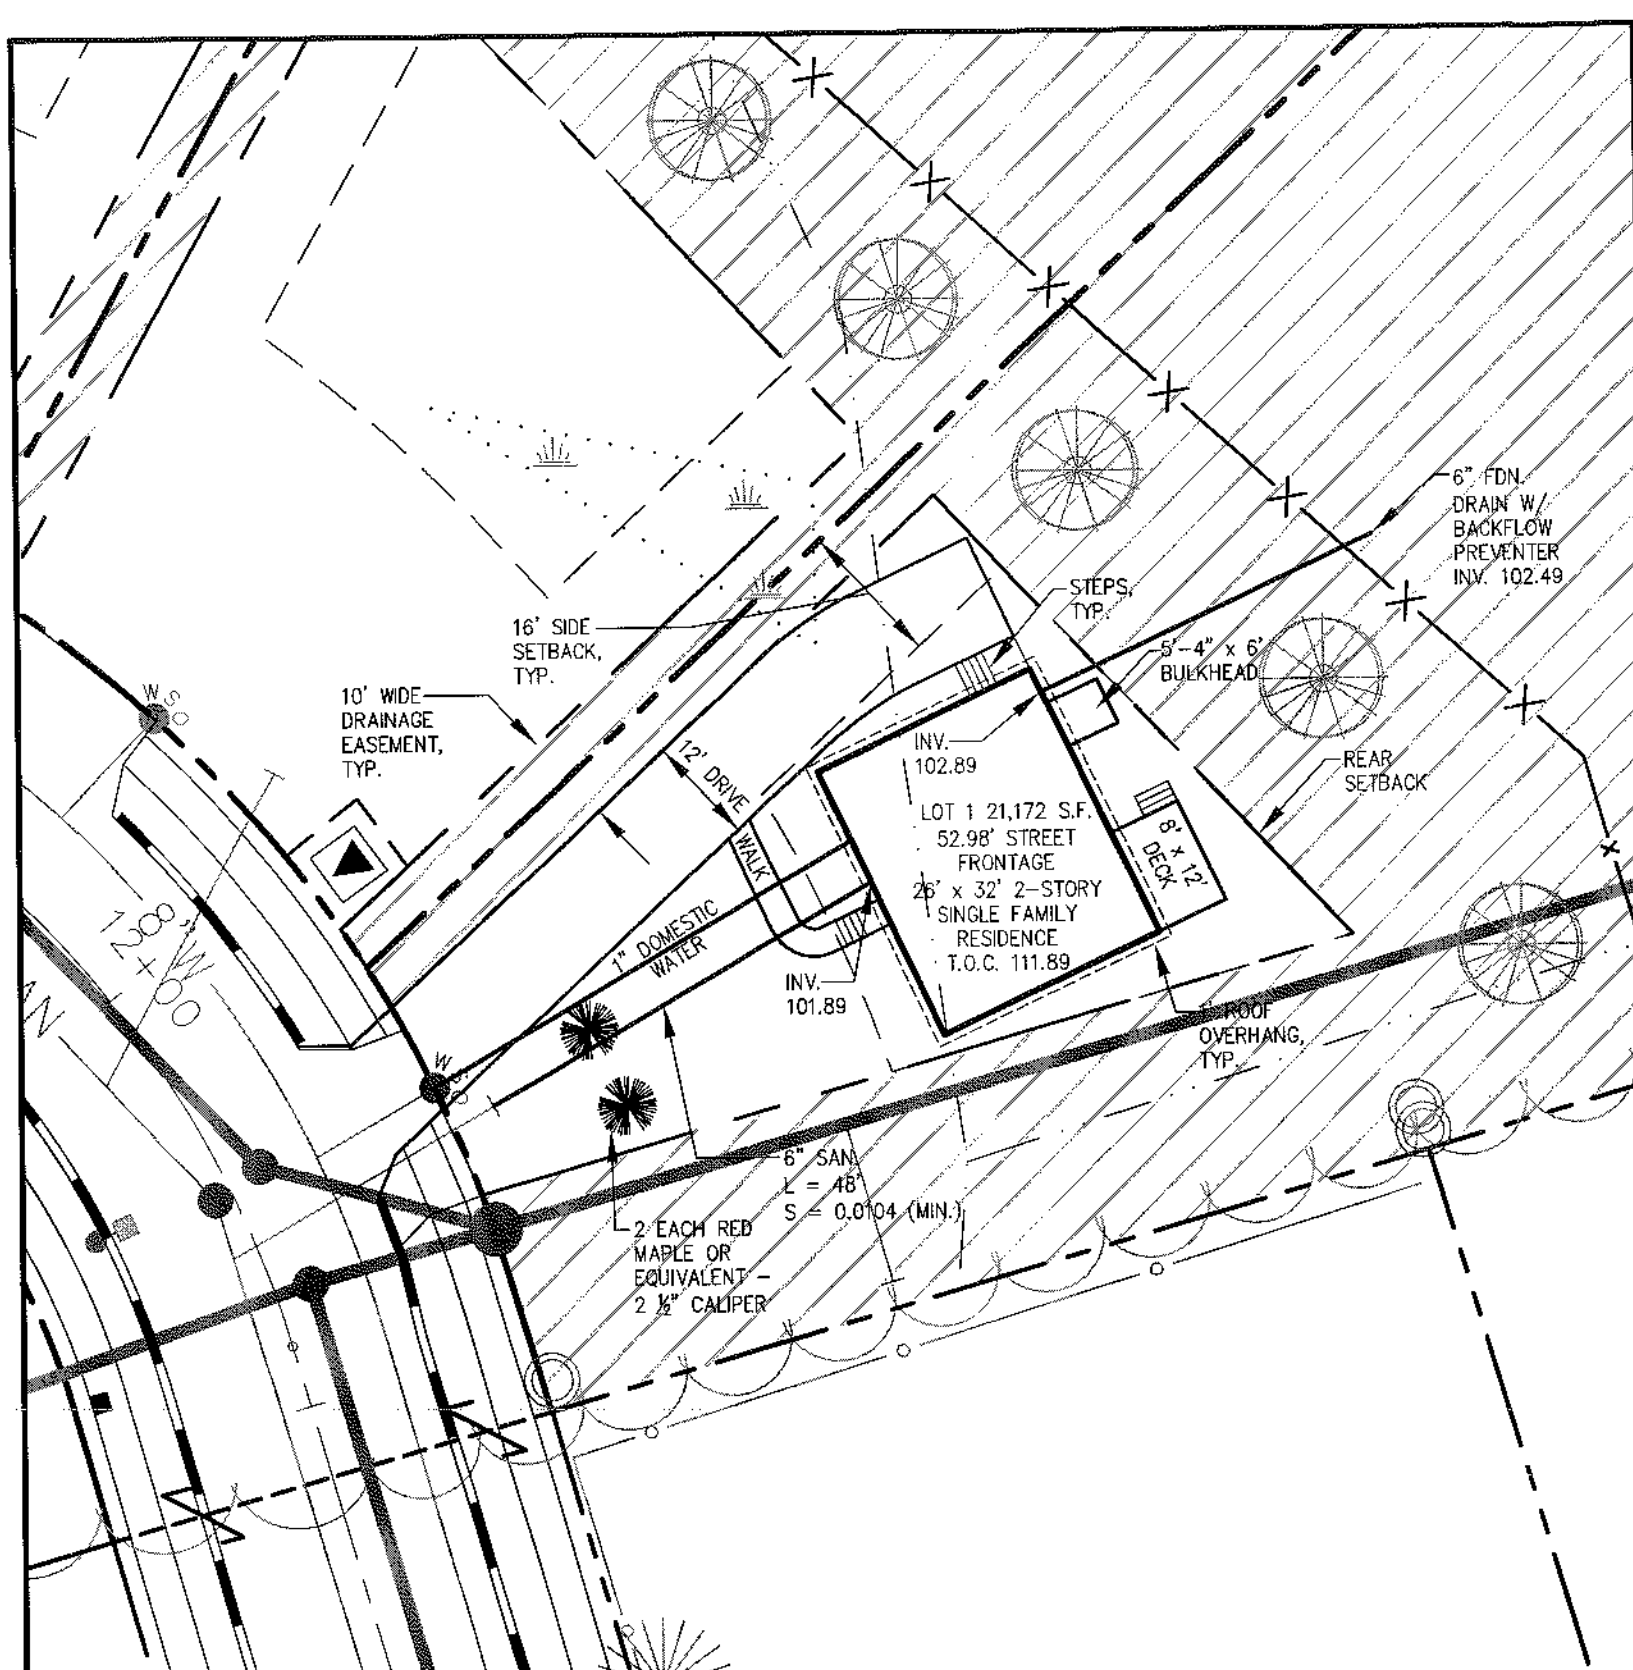 6" FDN.
DRAIN W/
BACKFLOW
PREVENTER
INV. 102.49
STEPS,
TYP.
16' SIDE
SETBACK,
TYP.
5'-4" x 6'
BULKHEAD
10' WIDE
DRAINAGE
EASEMENT,
TYP.
W
S
12' DRIVE
INV.
102.89
REAR
SETBACK
LOT 1 21,172 S.F.
52.98' STREET
FRONTAGE
26' x 32' 2-STORY
SINGLE FAMILY
RESIDENCE
T.O.C. 111.89
8' x 12'
DECK
WALK
1" DOMESTIC
WATER
INV.
101.89
1' ROOF
OVERHANG,
TYP.
8" W
12+00
AN
W
S
6" SAN.
L = 48'
S = 0.0104 (MIN.)
2 EACH RED
MAPLE OR
EQUIVALENT -
2 ½" CALIPER